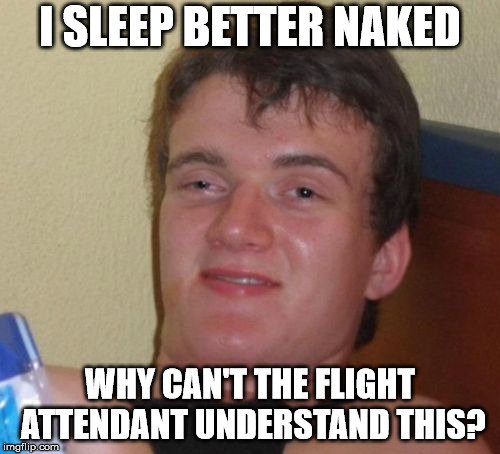 I SLEEP BETTER NAKED
WHY CAN'T THE FLIGHT
ATTENDANT UNDERSTAND THIS?
imgflip.com